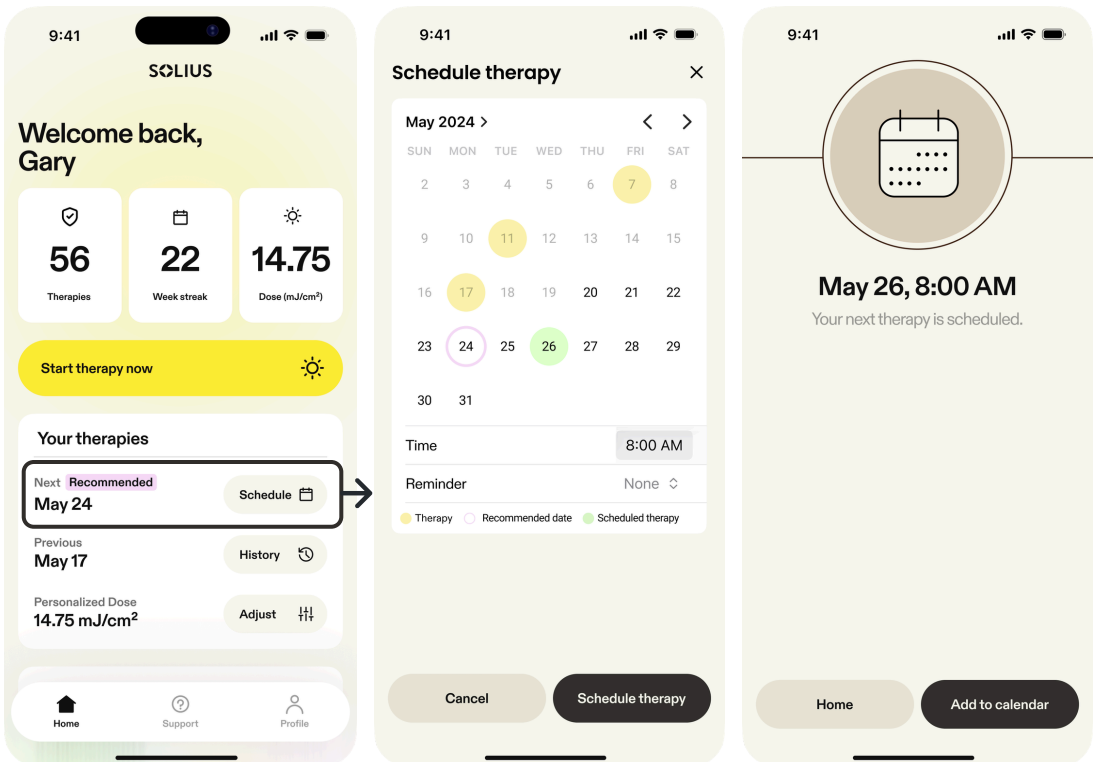 9:41
SOLIUS
Welcome back,
Gary
56
Therapies
22
Week streak
14.75
Dose (mJ/cm²)
Start therapy now
Your therapies
Next Recommended
May 24
Schedule
Previous
May 17
History
Personalized Dose
14.75 mJ/cm²
Adjust
Home
Support
Profile
9:41
Schedule therapy
May 2024
SUN MON TUE WED THU FRI SAT
2 3 4 5 6 7 8
9 10 11 12 13 14 15
16 17 18 19 20 21 22
23 24 25 26 27 28 29
30 31
Time 8:00 AM
Reminder None
Therapy Recommended date Scheduled therapy
Cancel
Schedule therapy
9:41
May 26, 8:00 AM
Your next therapy is scheduled.
Home
Add to calendar